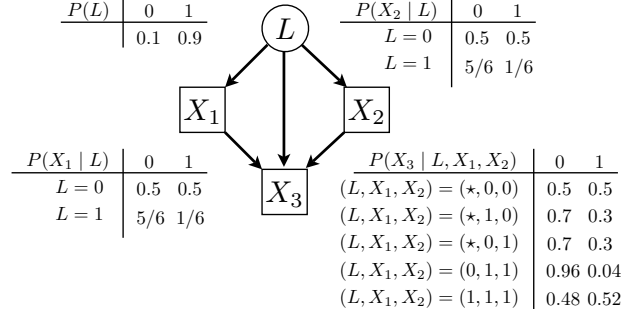 P(L) 0 1
0.1 0.9
L
P(X₂ | L) 0 1
L = 0 0.5 0.5
L = 1 5/6 1/6
X₁
X₂
P(X₁ | L) 0 1
L = 0 0.5 0.5
L = 1 5/6 1/6
X₃
P(X₃ | L, X₁, X₂) 0 1
(L, X₁, X₂) = (⋆, 0, 0) 0.5 0.5
(L, X₁, X₂) = (⋆, 1, 0) 0.7 0.3
(L, X₁, X₂) = (⋆, 0, 1) 0.7 0.3
(L, X₁, X₂) = (0, 1, 1) 0.96 0.04
(L, X₁, X₂) = (1, 1, 1) 0.48 0.52